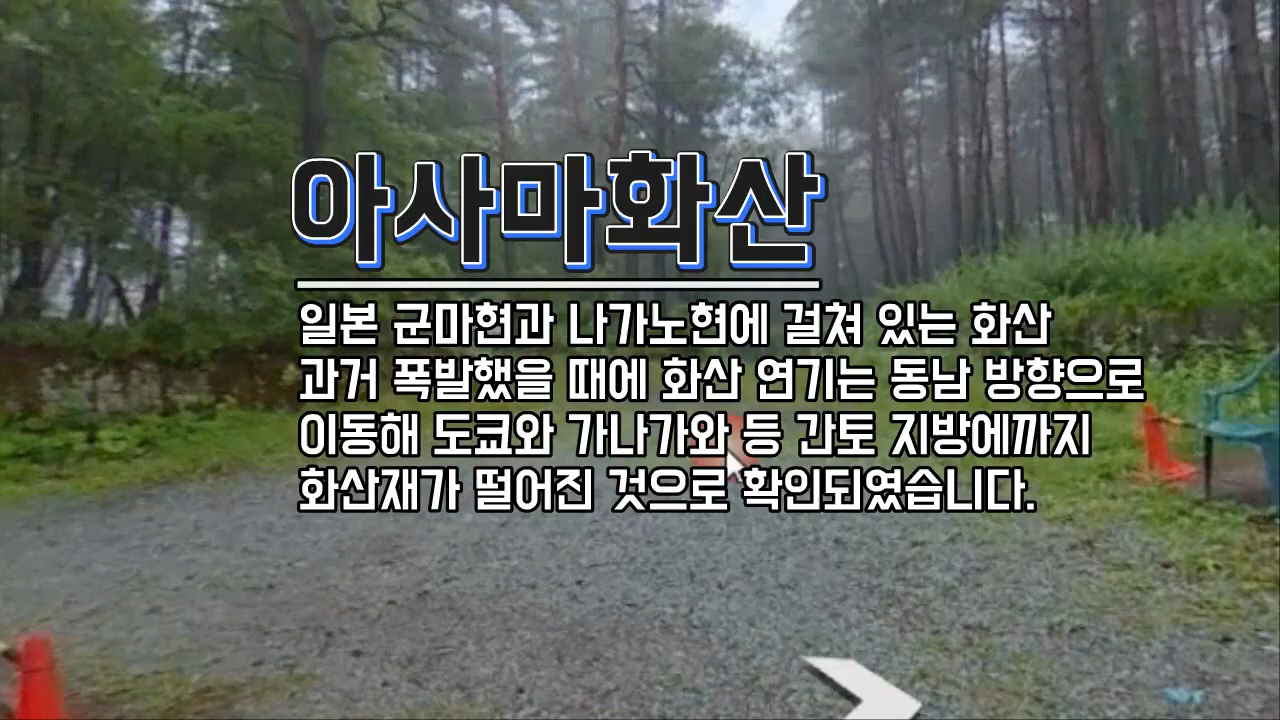 아사마화산
일본 군마현과 나가노현에 걸쳐 있는 화산
과거 폭발했을 때에 화산 연기는 동남 방향으로
이동해 도쿄와 가나가와 등 간토 지방에까지
화산재가 떨어진 것으로 확인되였습니다.